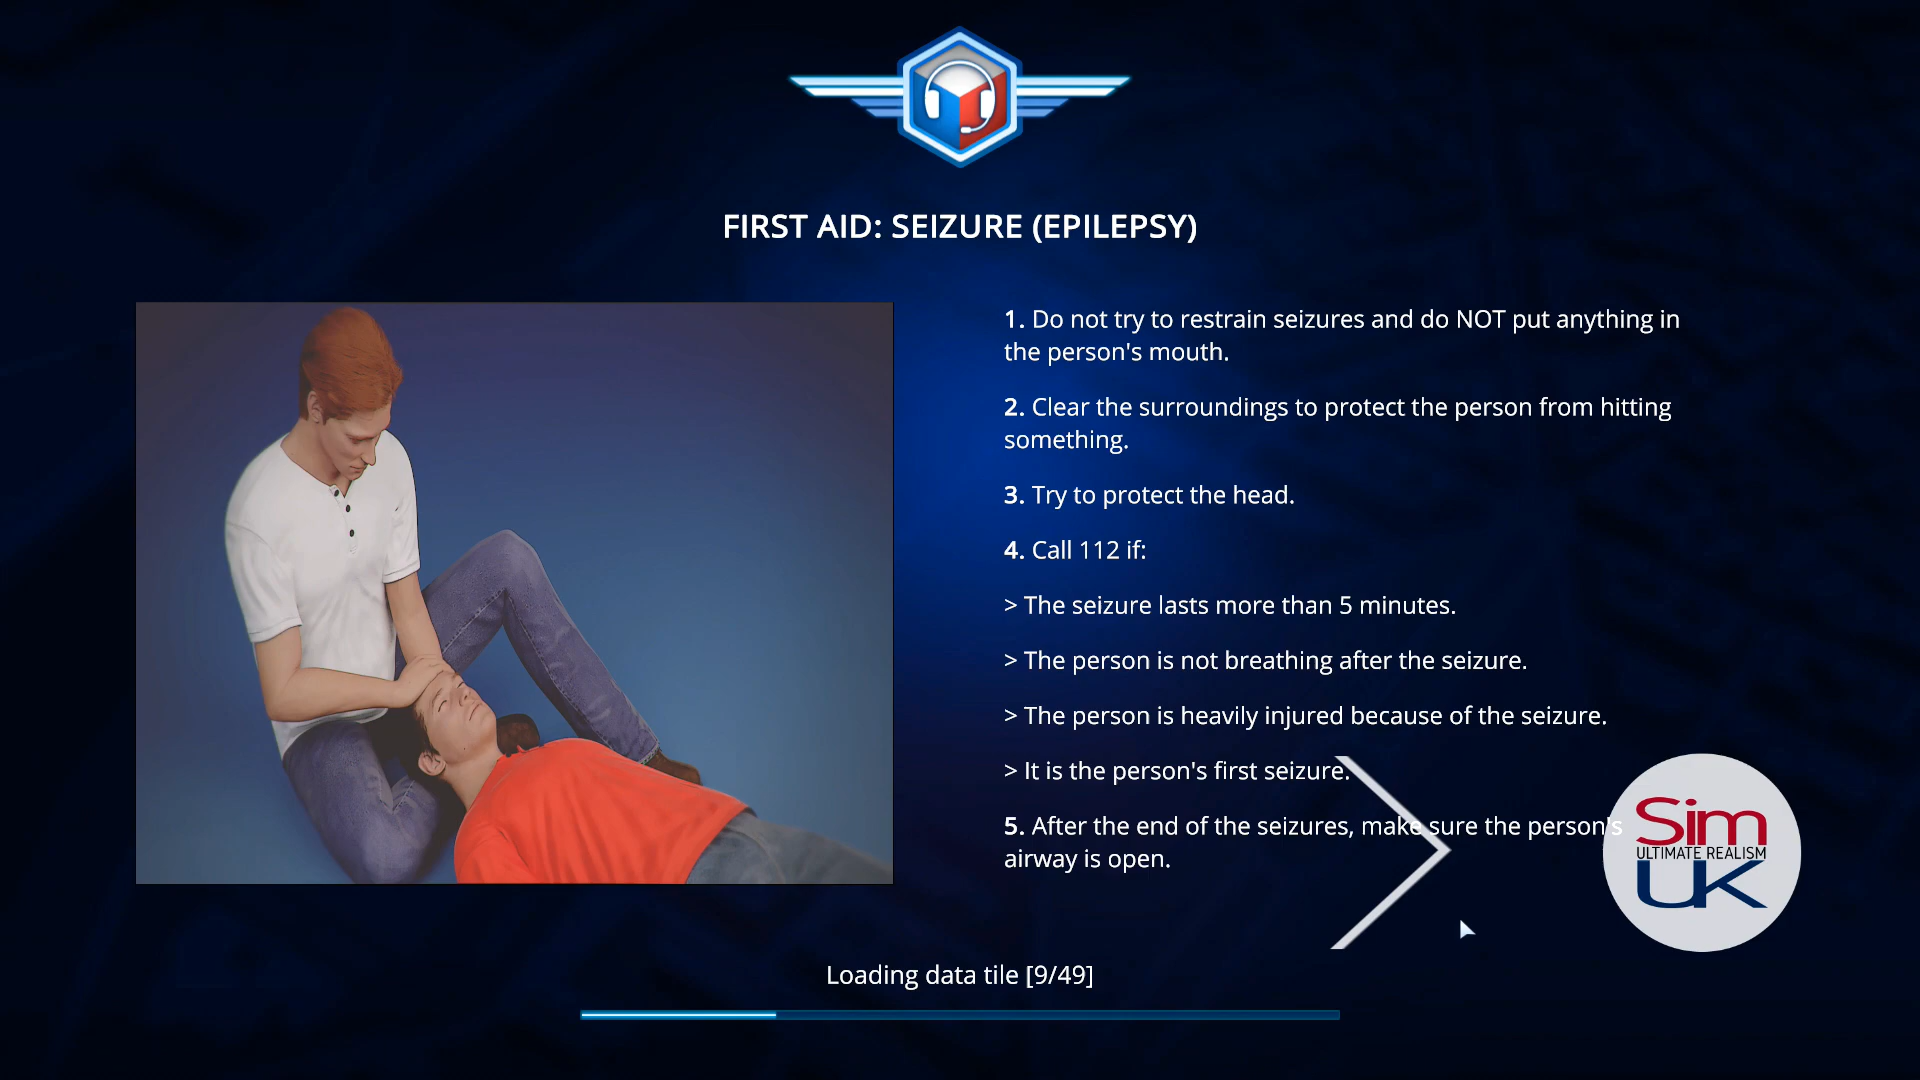 FIRST AID: SEIZURE (EPILEPSY)
1. Do not try to restrain seizures and do NOT put anything in
the person's mouth.
2. Clear the surroundings to protect the person from hitting
something.
3. Try to protect the head.
4. Call 112 if:
> The seizure lasts more than 5 minutes.
> The person is not breathing after the seizure.
> The person is heavily injured because of the seizure.
> It is the person's first seizure.
5. After the end of the seizures, make sure the person's
airway is open.
Sim
ULTIMATE REALISM
UK
Loading data tile [9/49]